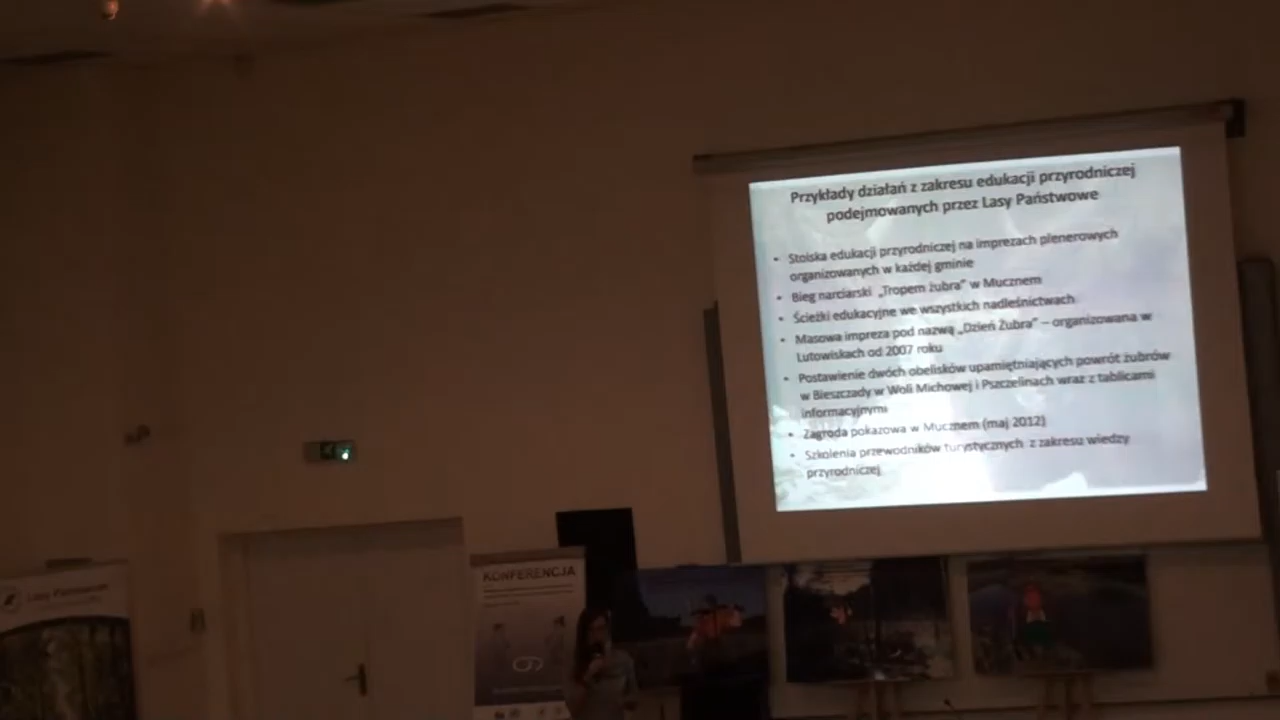 Przykłady działań z zakresu edukacji przyrodniczej
podejmowanych przez Lasy Państwowe
• Stoiska edukacji przyrodniczej na imprezach plenerowych
organizowanych w każdej gminie
• Bieg narciarski „Tropem żubra" w Mucznem
• Ścieżki edukacyjne we wszystkich nadleśnictwach
• Masowa impreza pod nazwą „Dzień Żubra" – organizowana w
Lutowiskach od 2007 roku
• Postawienie dwóch obelisków upamiętniających powrót żubrów
w Bieszczady w Woli Michowej i Pszczelinach wraz z tablicami
informacyjnymi
• Zagroda pokazowa w Mucznem (maj 2012)
• Szkolenia przewodników turystycznych z zakresu wiedzy
przyrodniczej
KONFERENCJA
Lasy Państwowe